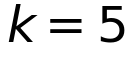 k = 5